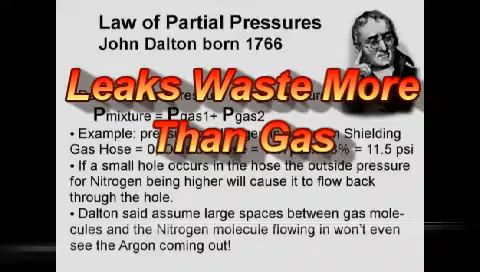 Law of Partial Pressures
John Dalton born 1766
Leaks Waste More
Pmixture = Pgas1+ Pgas2
Than Gas
• Example: Shielding
Gas Hose = = 11.5 psi
• If a small hole occurs in the hose the outside pressure
for Nitrogen being higher will cause it to flow back
through the hole.
• Dalton said assume large spaces between gas mole-
cules and the Nitrogen molecule flowing in won't even
see the Argon coming out!